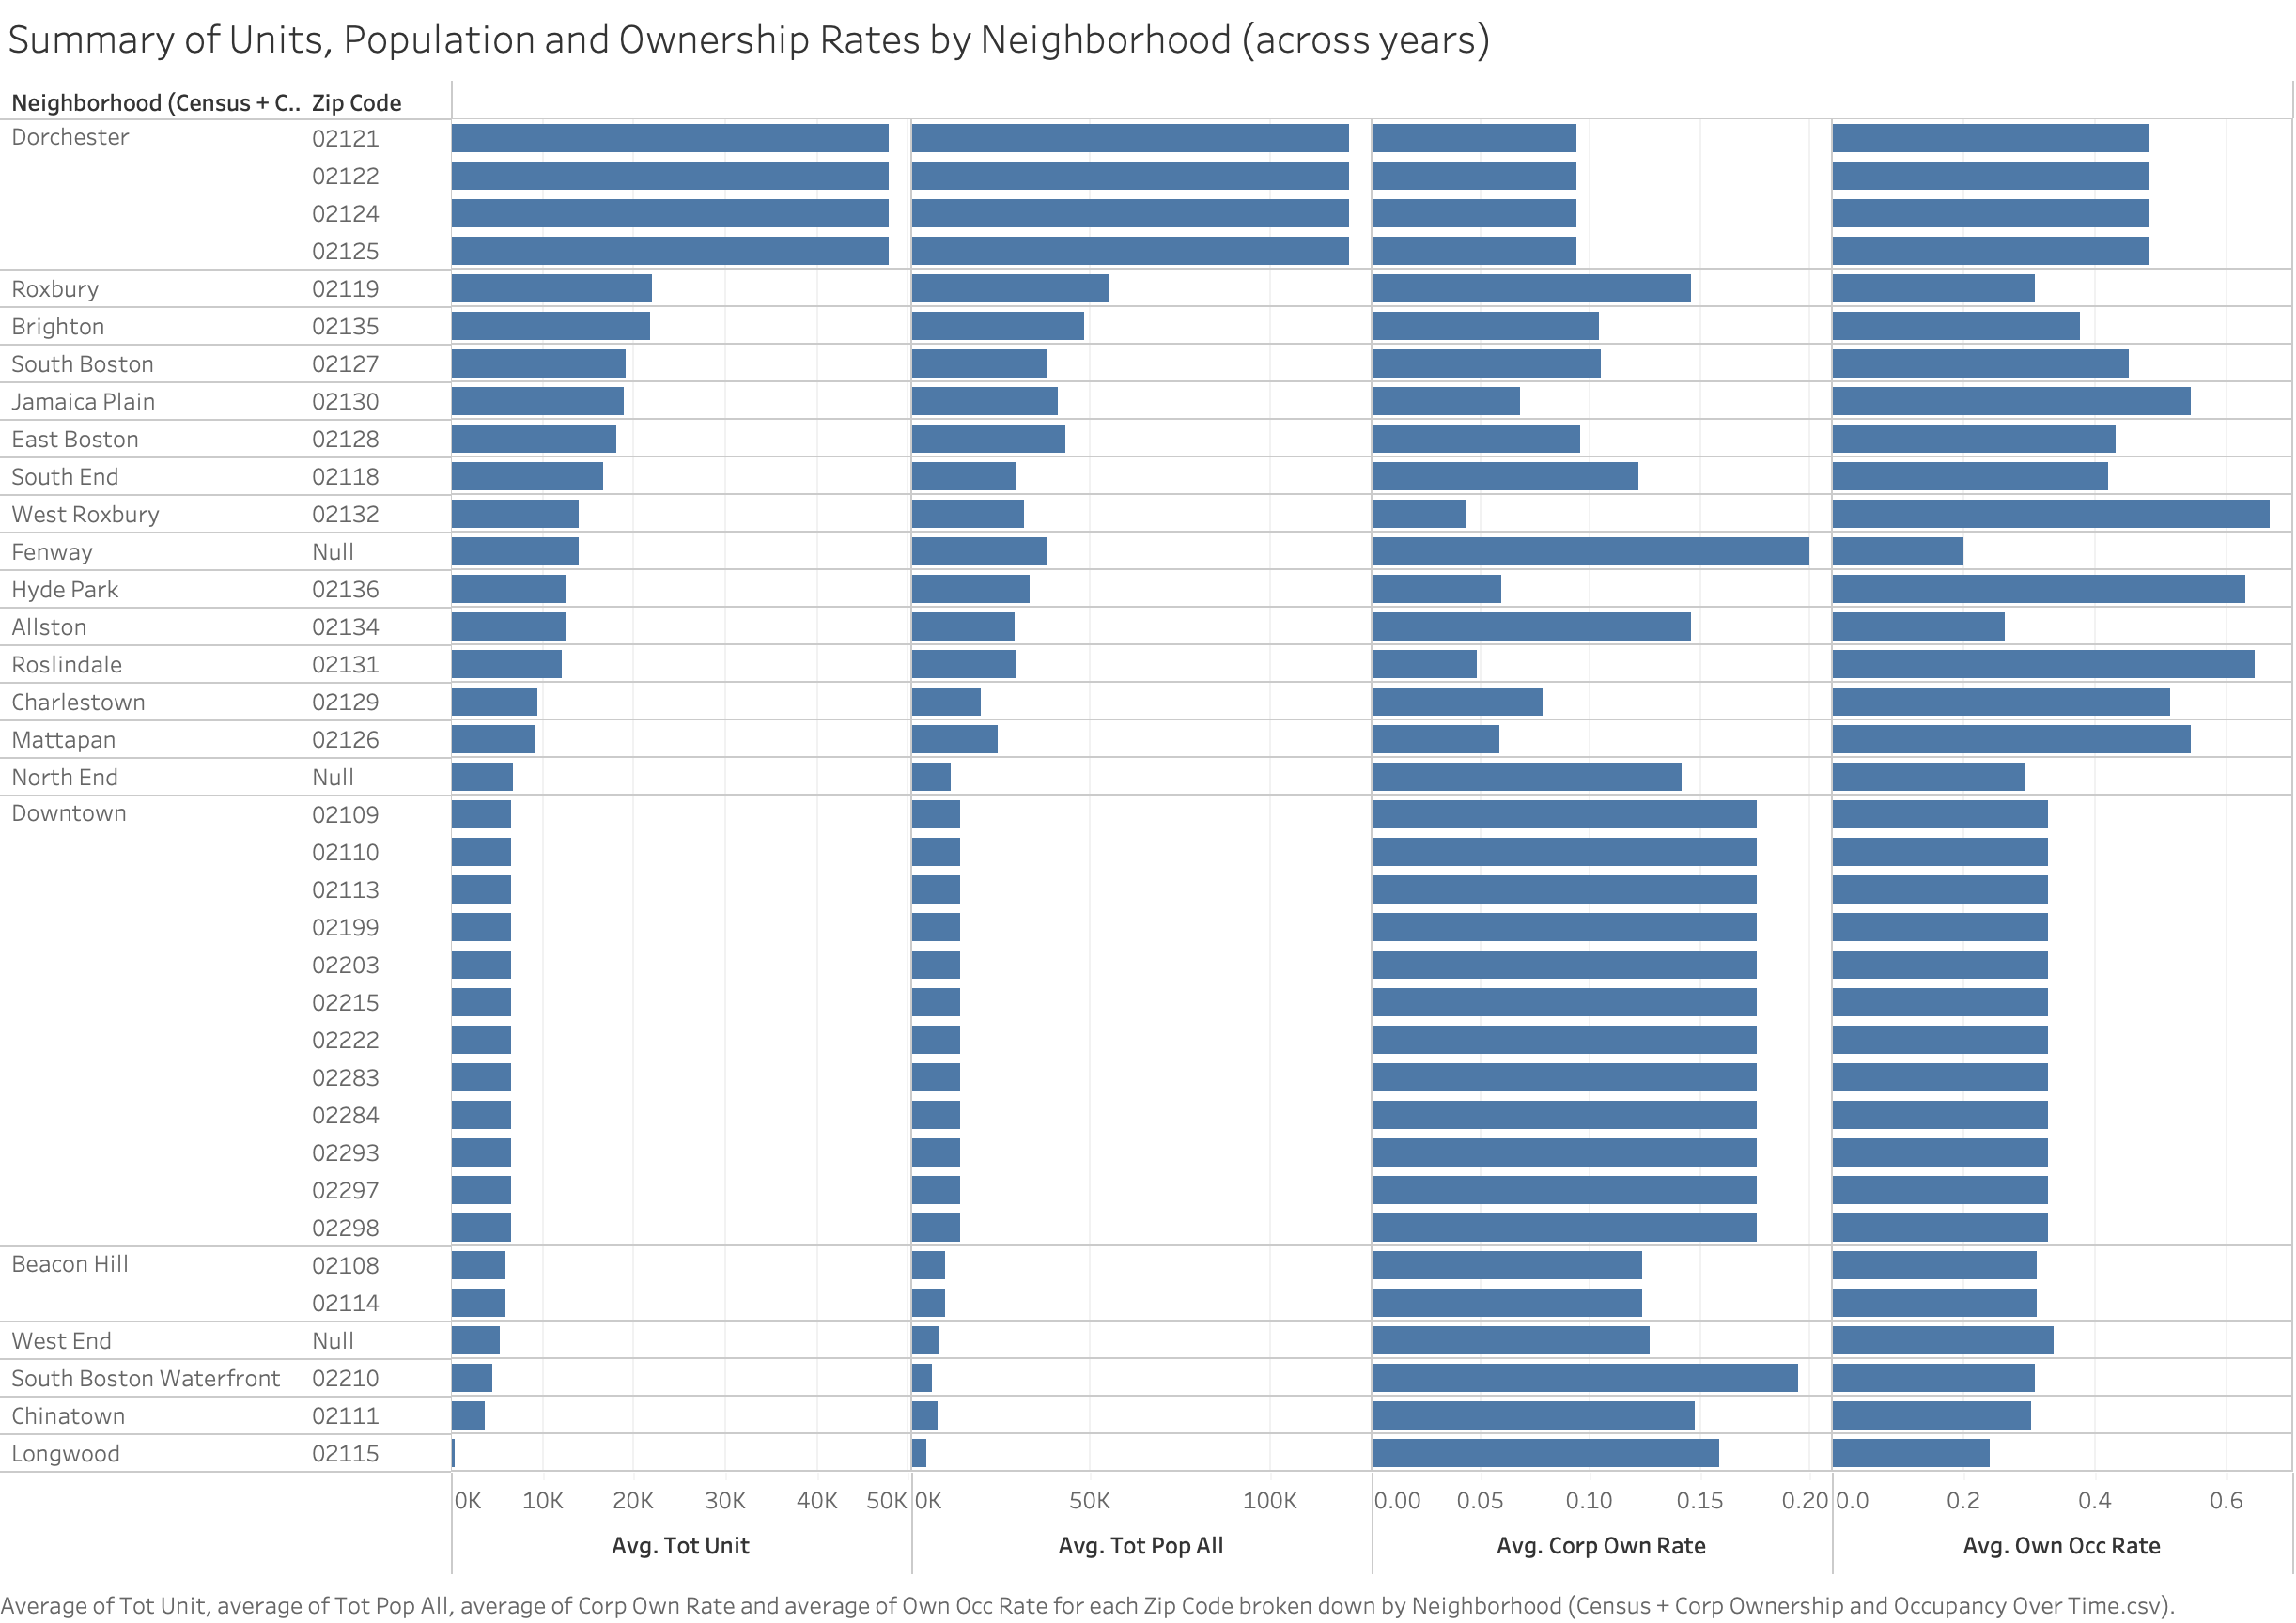 Summary of Units, Population and Ownership Rates by Neighborhood (across years)
Neighborhood (Census + C.. Zip Code
Dorchester 02121
02122
02124
02125
Roxbury 02119
Brighton 02135
South Boston 02127
Jamaica Plain 02130
East Boston 02128
South End 02118
West Roxbury 02132
Fenway Null
Hyde Park 02136
Allston 02134
Roslindale 02131
Charlestown 02129
Mattapan 02126
North End Null
Downtown 02109
02110
02113
02199
02203
02215
02222
02283
02284
02293
02297
02298
Beacon Hill 02108
02114
West End Null
South Boston Waterfront 02210
Chinatown 02111
Longwood 02115
0K 10K 20K 30K 40K 50K 0K 50K 100K 0.00 0.05 0.10 0.15 0.20 0.0 0.2 0.4 0.6
Avg. Tot Unit Avg. Tot Pop All Avg. Corp Own Rate Avg. Own Occ Rate
Average of Tot Unit, average of Tot Pop All, average of Corp Own Rate and average of Own Occ Rate for each Zip Code broken down by Neighborhood (Census + Corp Ownership and Occupancy Over Time.csv).